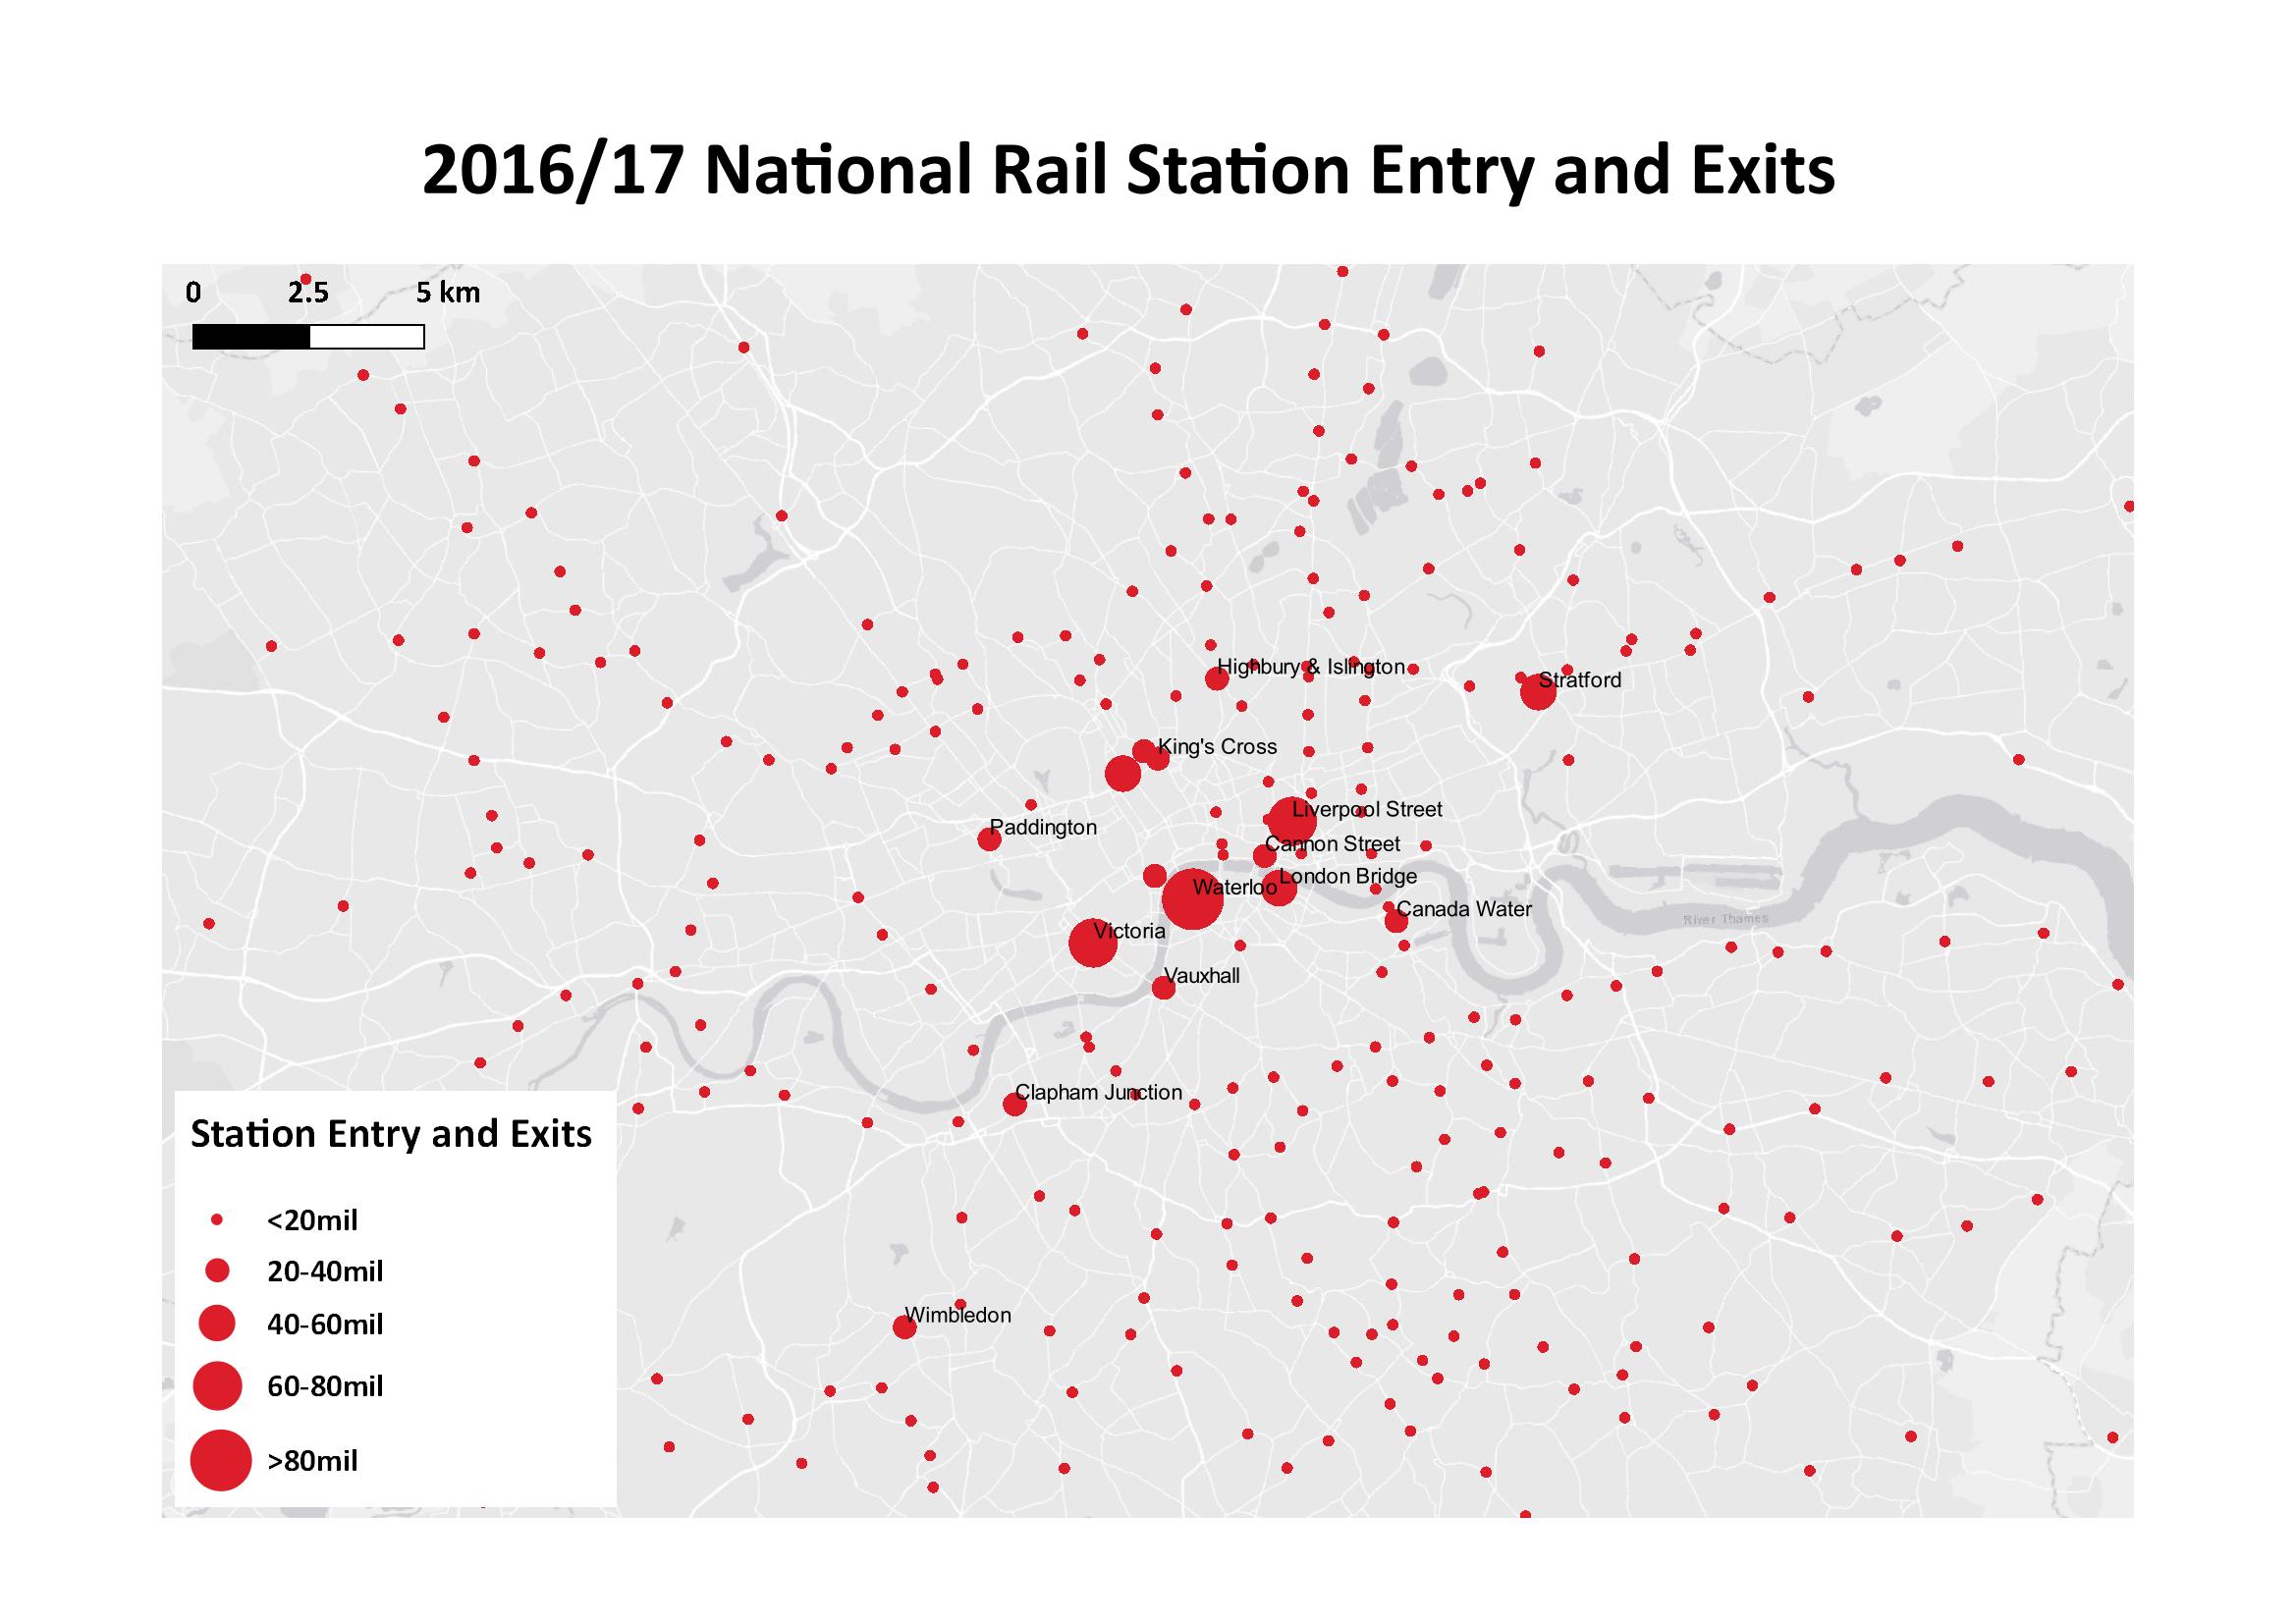 2016/17 National Rail Station Entry and Exits
0 2.5 5 km
Highbury & Islington
Stratford
King's Cross
Liverpool Street
Paddington
Cannon Street
London Bridge
Waterloo
Canada Water
River Thames
Victoria
Vauxhall
Clapham Junction
Station Entry and Exits
<20mil
20-40mil
40-60mil
60-80mil
>80mil
Wimbledon